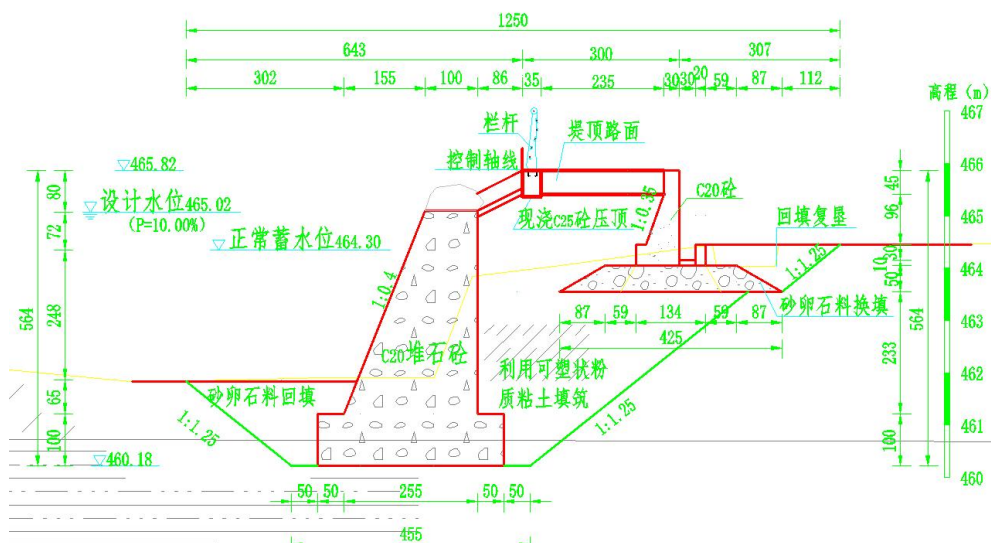 1250
643 300 307
302 155 100 86 35 235 30 30 20 59 87 112
高程（m）
467
栏杆
堤顶路面
控制轴线
465.82
466
80
45
设计水位465.02
(P=10.00%)
C20砼
1:0.35
96
现浇C25砼压顶
回填复垦
465
72
正常蓄水位464.30
1:1.25
30
10
464
50
1:0.4
砂卵石料换填
87 59 134 59 87
463
425
564
248
564
233
C20堆石砼
利用可塑状粉
质粘土填筑
462
砂卵石料回填
65
1:1.25
1:1.25
461
100
100
460.18
460
50 50 255 50 50
455